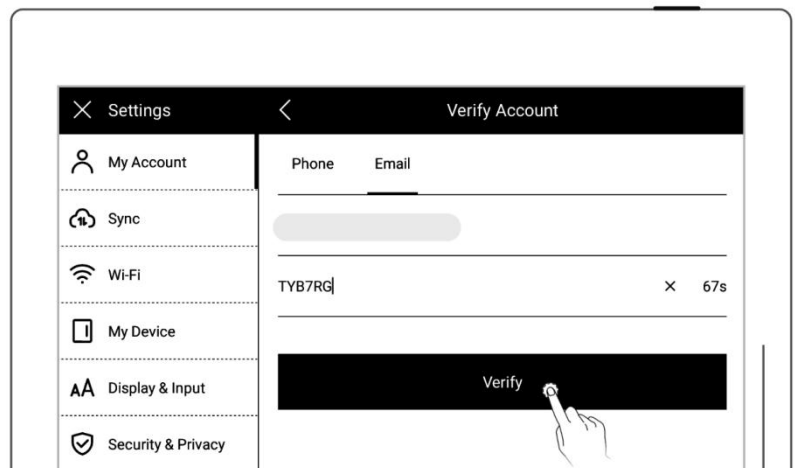 Settings
Verify Account
My Account
Sync
Wi-Fi
My Device
AA Display & Input
Security & Privacy
Phone Email
TYB7RG
× 67s
Verify